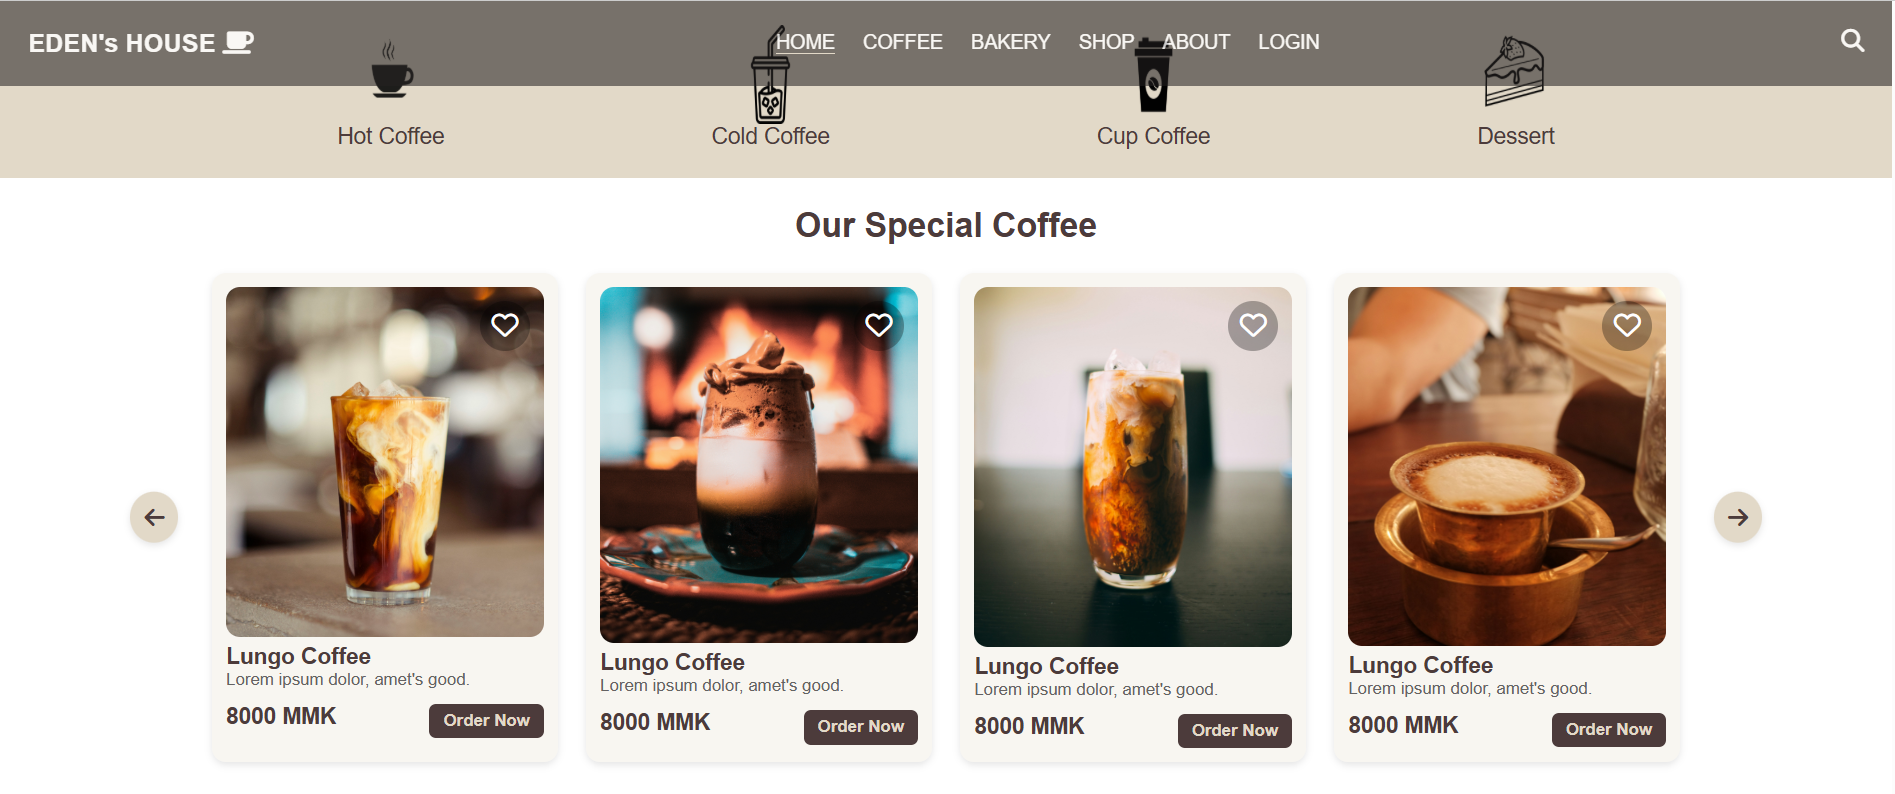 EDEN's HOUSE
HOME COFFEE BAKERY SHOP ABOUT LOGIN
Hot Coffee
Cold Coffee
Cup Coffee
Dessert
Our Special Coffee
Lungo Coffee
Lorem ipsum dolor, amet's good.
8000 MMK
Order Now
Lungo Coffee
Lorem ipsum dolor, amet's good.
8000 MMK
Order Now
Lungo Coffee
Lorem ipsum dolor, amet's good.
8000 MMK
Order Now
Lungo Coffee
Lorem ipsum dolor, amet's good.
8000 MMK
Order Now